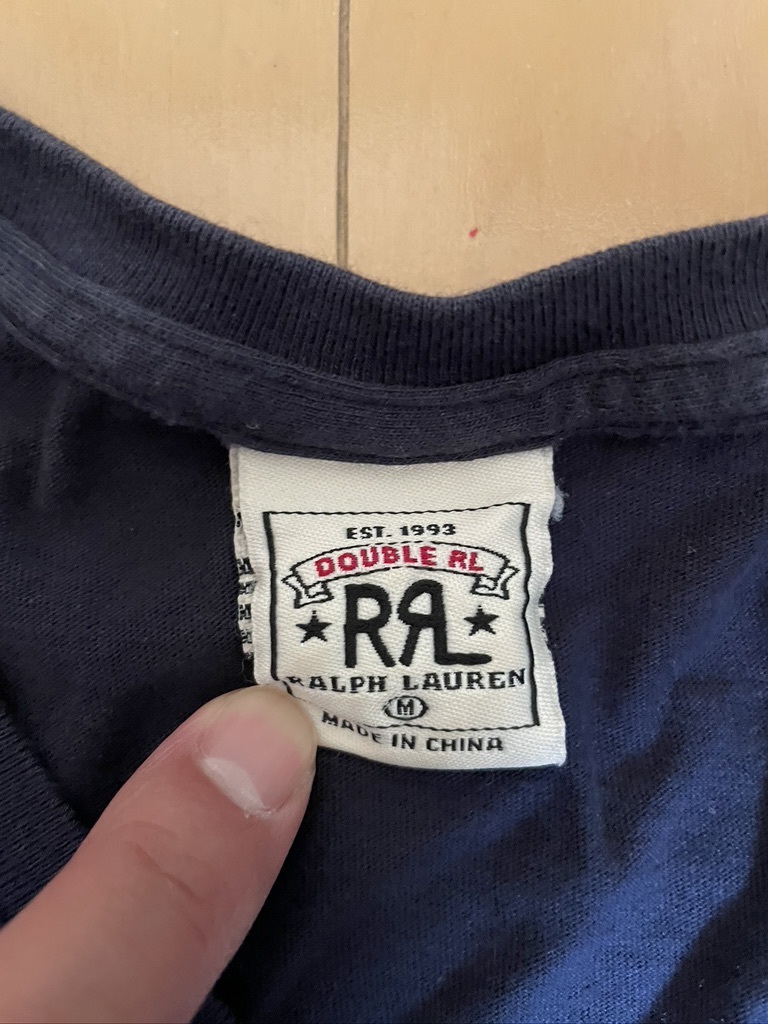 EST. 1993
DOUBLE RL
RRL
RALPH LAUREN
M
MADE IN CHINA